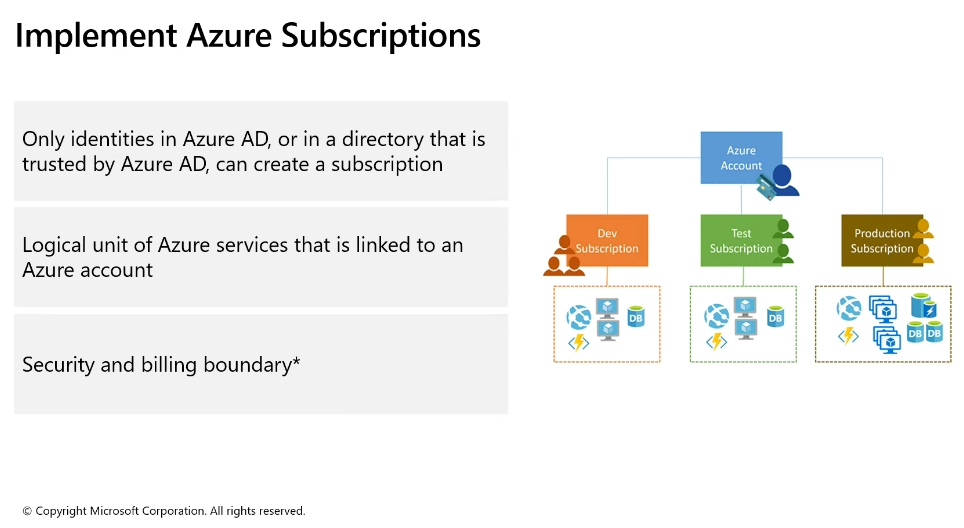 Implement Azure Subscriptions
Only identities in Azure AD, or in a directory that is
trusted by Azure AD, can create a subscription
Logical unit of Azure services that is linked to an
Azure account
Security and billing boundary*
Azure
Account
Dev
Subscription
Test
Subscription
Production
Subscription
DB
DB
DB
DB
© Copyright Microsoft Corporation. All rights reserved.